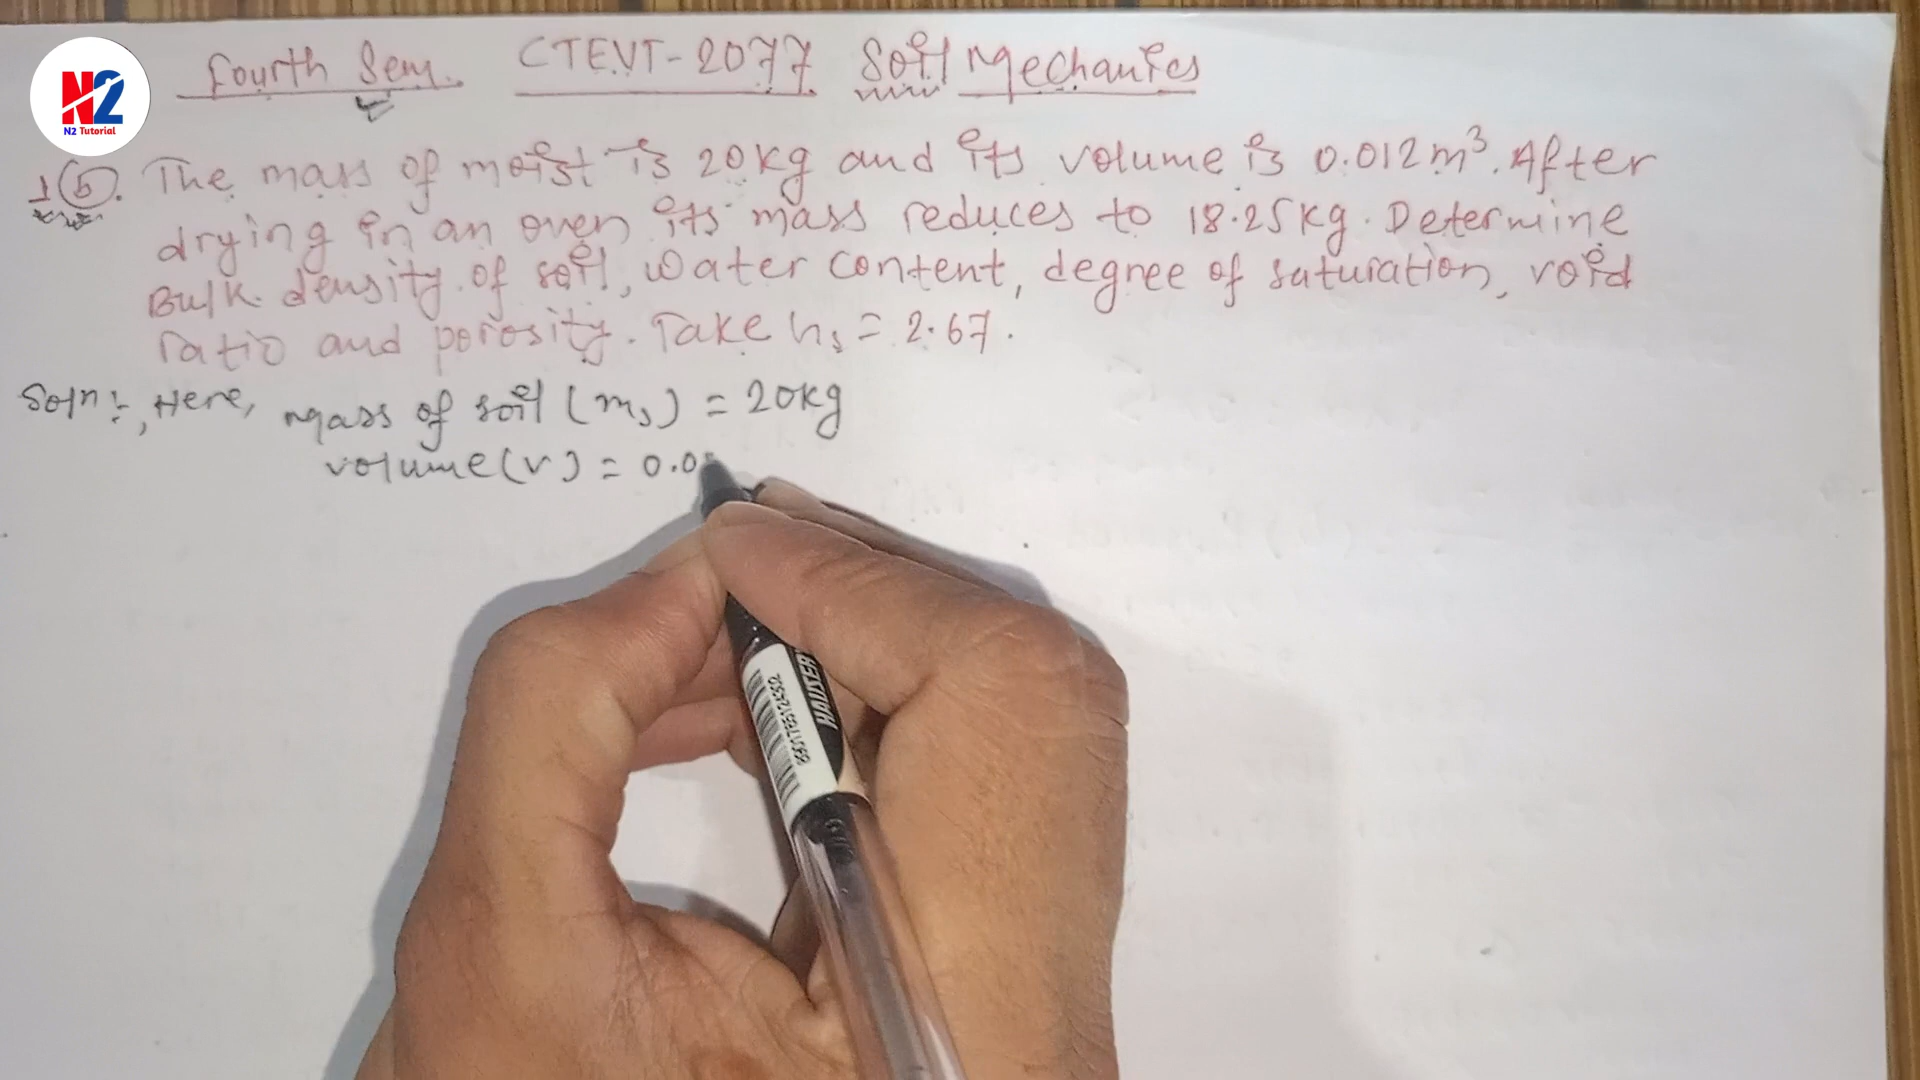 N2
N2 Tutorial
Fourth Sem. CTEVT-2077 Soil Mechanics
1(b). The mass of moist is 20kg and its volume is 0.012m³. After
drying in an oven its mass reduces to 18.25kg. Determine
Bulk density of soil, water content, degree of saturation, void
ratio and porosity. Take hs = 2.67.
Soln:, Here, mass of soil (ms) = 20kg
volume(v) = 0.0
HAUSER